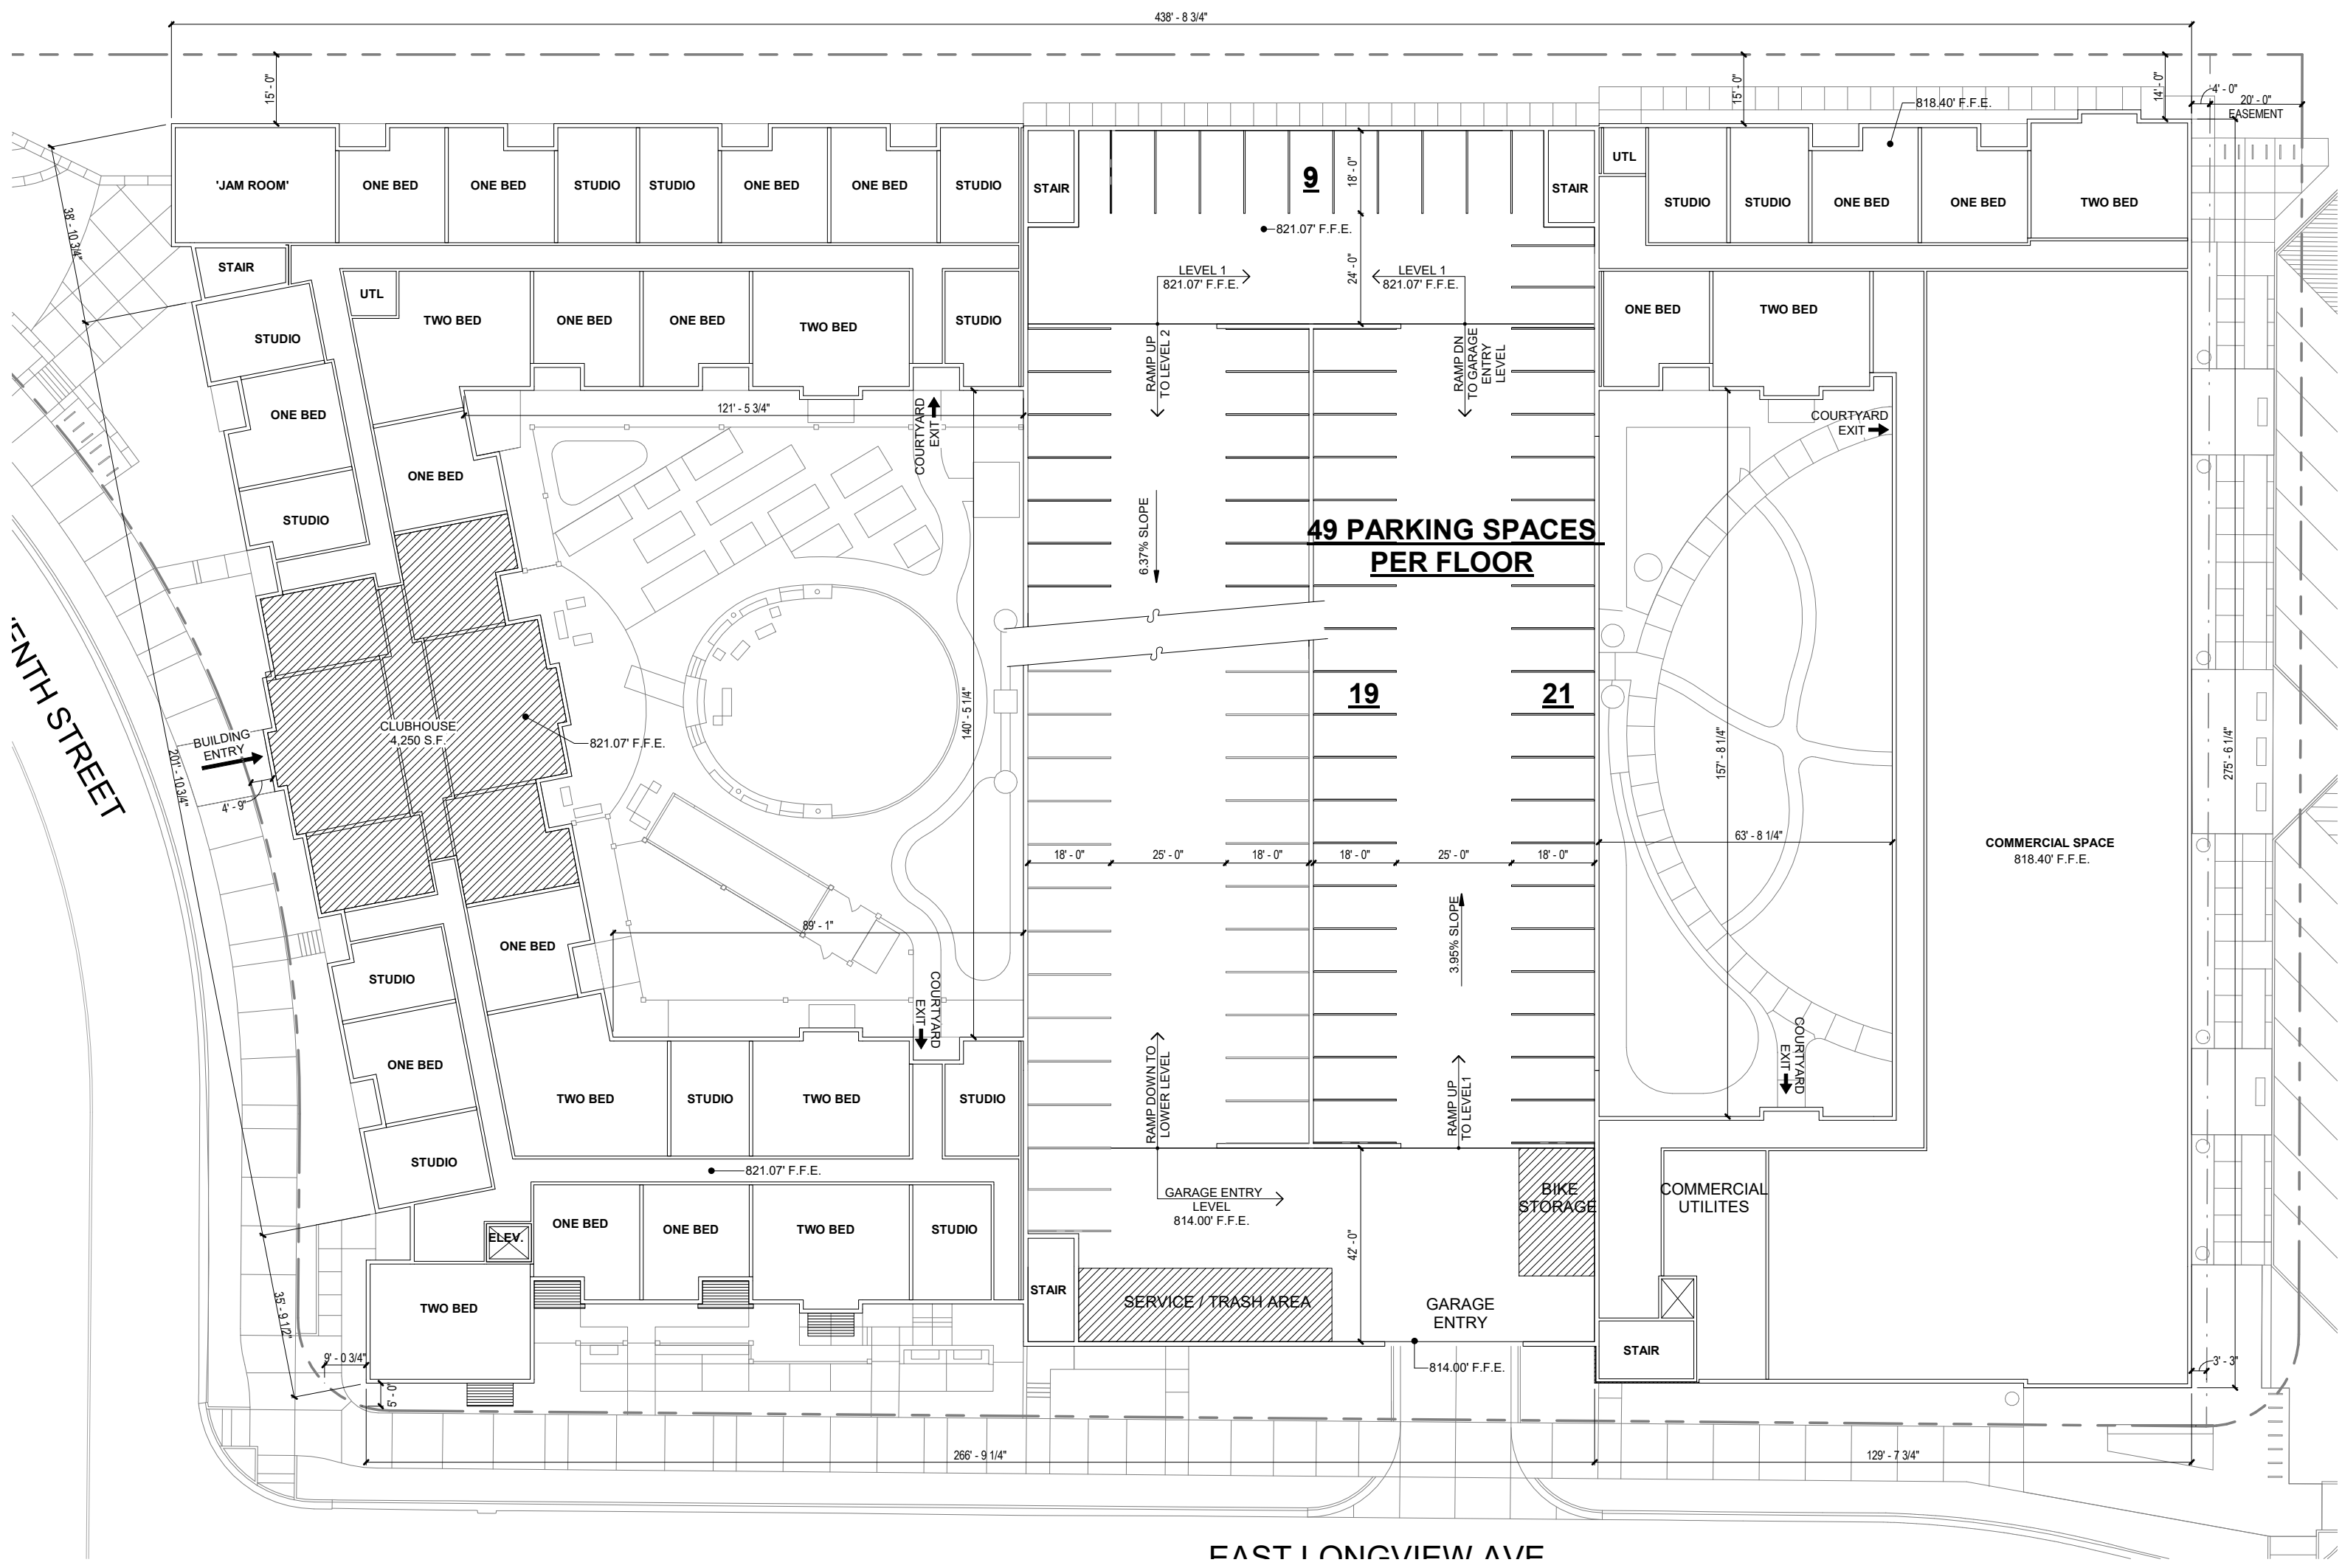 438' - 8 3/4"
15' - 0"
15' - 0"
14' - 0"
4' - 0"
20' - 0"
EASEMENT
818.40' F.F.E.
38' - 10 3/4"
'JAM ROOM'
ONE BED
ONE BED
STUDIO
STUDIO
ONE BED
ONE BED
STUDIO
STAIR
9
18' - 0"
STAIR
UTL
STUDIO
STUDIO
ONE BED
ONE BED
TWO BED
821.07' F.F.E.
STAIR
UTL
TWO BED
ONE BED
ONE BED
TWO BED
STUDIO
LEVEL 1
821.07' F.F.E.
24' - 0"
LEVEL 1
821.07' F.F.E.
ONE BED
TWO BED
STUDIO
RAMP UP
TO LEVEL 2
RAMP DN
TO GARAGE
ENTRY
LEVEL
ONE BED
121' - 5 3/4"
COURTYARD
EXIT
COURTYARD
EXIT
ONE BED
STUDIO
6.37% SLOPE
49 PARKING SPACES
PER FLOOR
ENTH STREET
CLUBHOUSE
4,250 S.F.
821.07' F.F.E.
BUILDING
ENTRY
4' - 9"
201' - 10 3/4"
140' - 5 1/4"
19
21
157' - 8 1/4"
275' - 6 1/4"
63' - 8 1/4"
COMMERCIAL SPACE
818.40' F.F.E.
18' - 0"
25' - 0"
18' - 0"
18' - 0"
25' - 0"
18' - 0"
89' - 1"
ONE BED
3.95% SLOPE
STUDIO
COURTYARD
EXIT
COURTYARD
EXIT
ONE BED
TWO BED
STUDIO
TWO BED
STUDIO
RAMP DOWN TO
LOWER LEVEL
RAMP UP
TO LEVEL1
STUDIO
821.07' F.F.E.
GARAGE ENTRY
LEVEL
814.00' F.F.E.
BIKE
STORAGE
COMMERCIAL
UTILITES
ELEV.
ONE BED
ONE BED
TWO BED
STUDIO
42' - 0"
STAIR
SERVICE / TRASH AREA
GARAGE
ENTRY
TWO BED
35' - 9 1/2"
STAIR
9' - 0 3/4"
5' - 0"
814.00' F.F.E.
3' - 3"
266' - 9 1/4"
129' - 7 3/4"
EAST LONGVIEW AVE